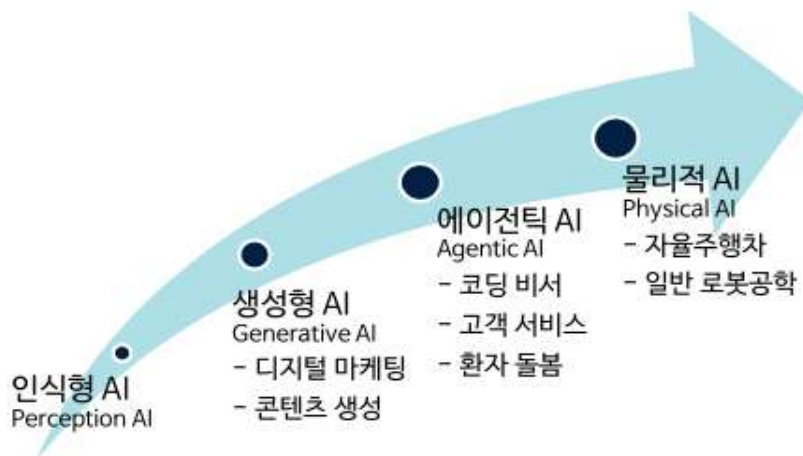 인식형 AI
Perception AI
생성형 AI
Generative AI
- 디지털 마케팅
- 콘텐츠 생성
에이전틱 AI
Agentic AI
- 코딩 비서
- 고객 서비스
- 환자 돌봄
물리적 AI
Physical AI
- 자율주행차
- 일반 로봇공학